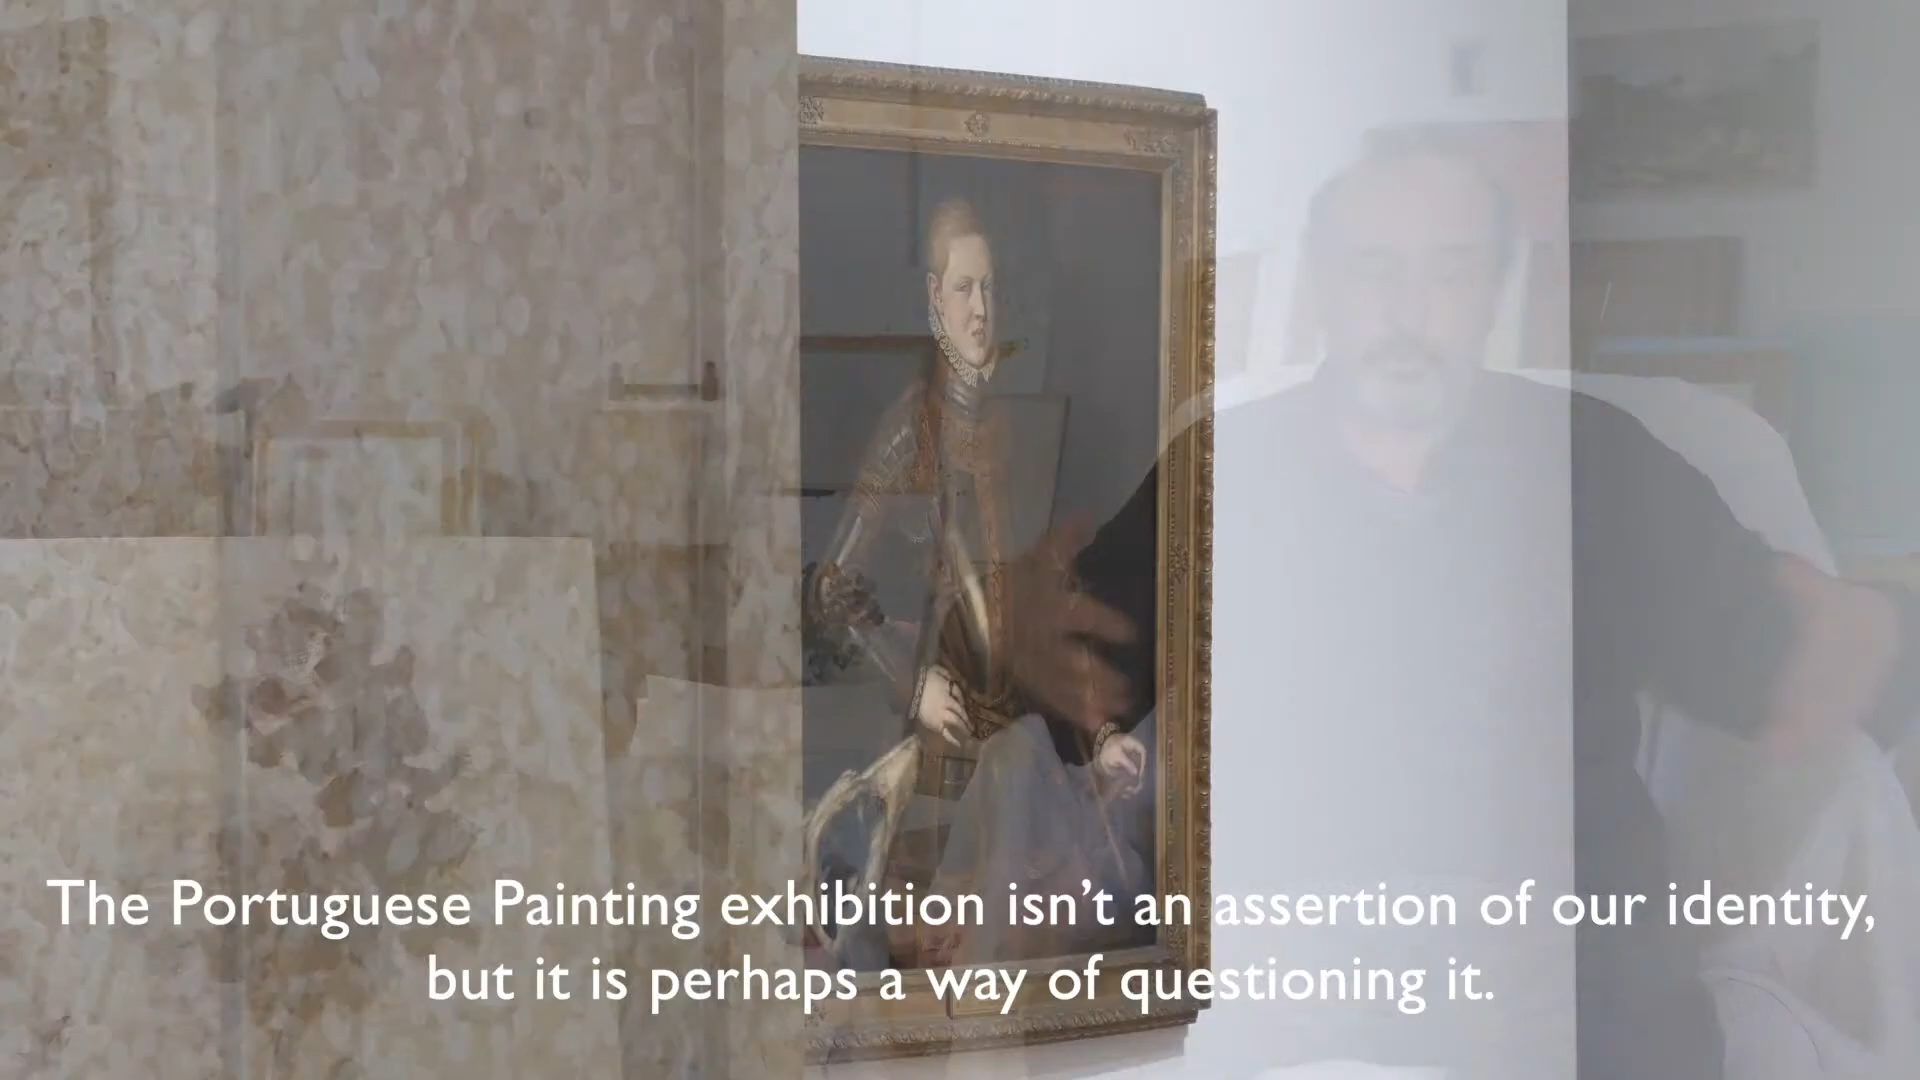 The Portuguese Painting exhibition isn’t an assertion of our identity,
but it is perhaps a way of questioning it.